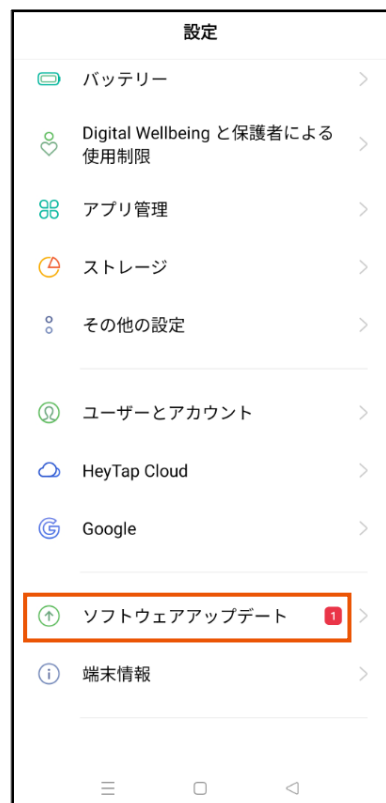 設定
バッテリー
Digital Wellbeing と保護者による
使用制限
アプリ管理
ストレージ
その他の設定
ユーザーとアカウント
HeyTap Cloud
Google
ソフトウェアアップデート 1
端末情報